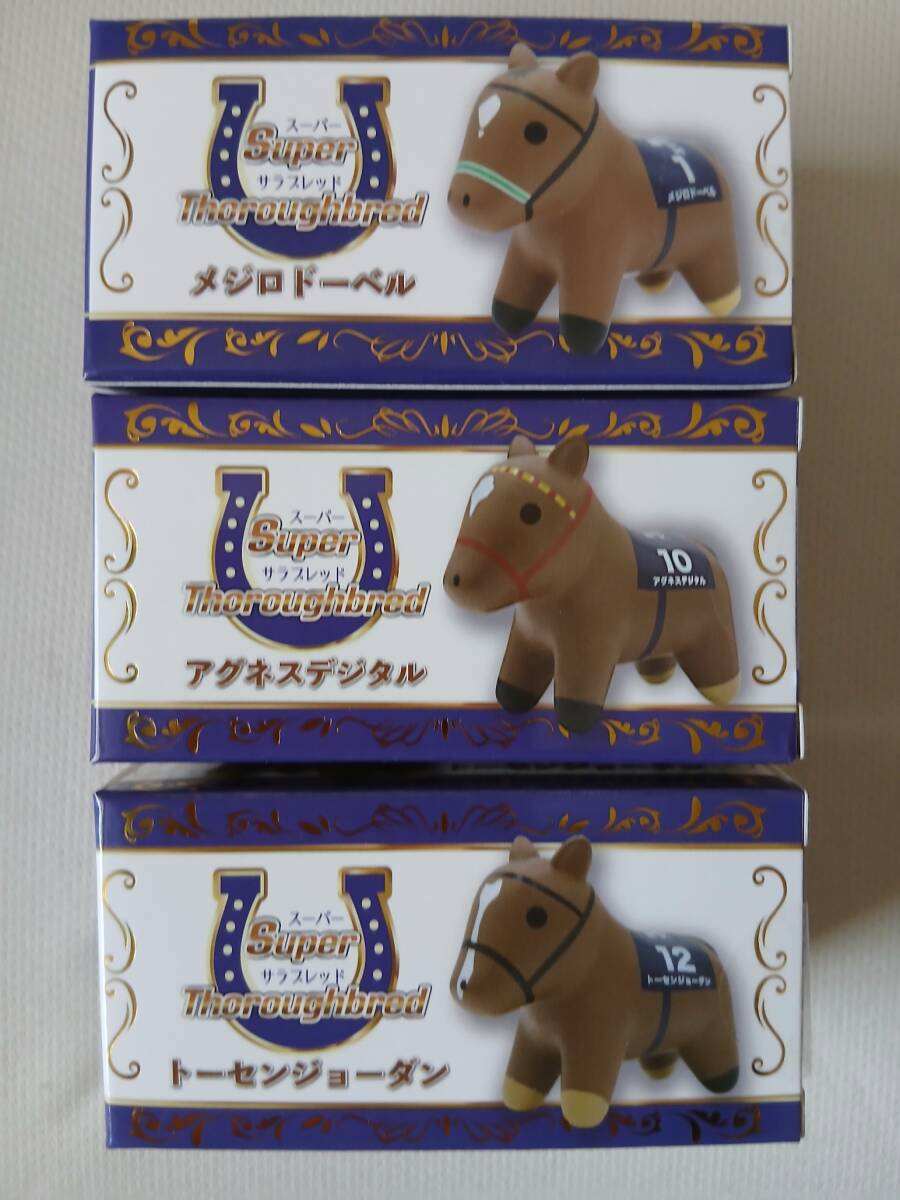 スーパー
Super
サラブレッド
Thoroughbred
メジロドーベル
1
メジロドーベル
スーパー
Super
サラブレッド
Thoroughbred
アグネスデジタル
10
アグネスデジタル
スーパー
Super
サラブレッド
Thoroughbred
トーセンジョーダン
12
トーセンジョーダン